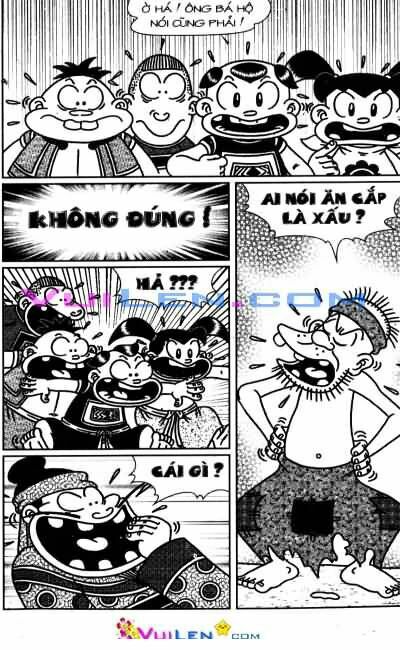 Ờ HÁ! ÔNG BÁ HỘ
NÓI CŨNG PHẢI!
KHÔNG ĐÚNG!
AI NÓI ĂN CẮP
LÀ XẤU?
HẢ???
VUILEN.COM
CÁI GÌ?
VUILEN.COM